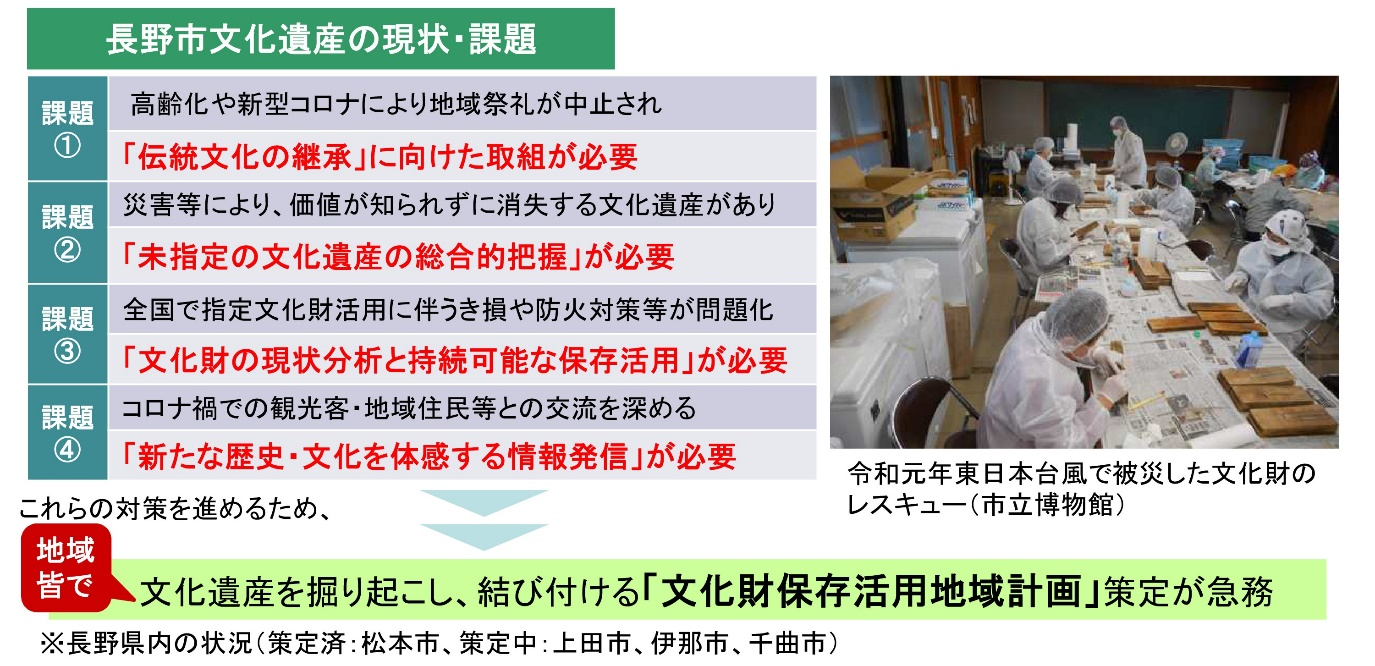 長野市文化遺産の現状・課題
課題
①
高齢化や新型コロナにより地域祭礼が中止され
「伝統文化の継承」に向けた取組が必要
課題
②
災害等により、価値が知られずに消失する文化遺産があり
「未指定の文化遺産の総合的把握」が必要
課題
③
全国で指定文化財活用に伴うき損や防火対策等が問題化
「文化財の現状分析と持続可能な保存活用」が必要
課題
④
コロナ禍での観光客・地域住民等との交流を深める
「新たな歴史・文化を体感する情報発信」が必要
令和元年東日本台風で被災した文化財の
レスキュー（市立博物館）
これらの対策を進めるため、
地域
皆で
文化遺産を掘り起こし、結び付ける「文化財保存活用地域計画」策定が急務
※長野県内の状況（策定済：松本市、策定中：上田市、伊那市、千曲市）